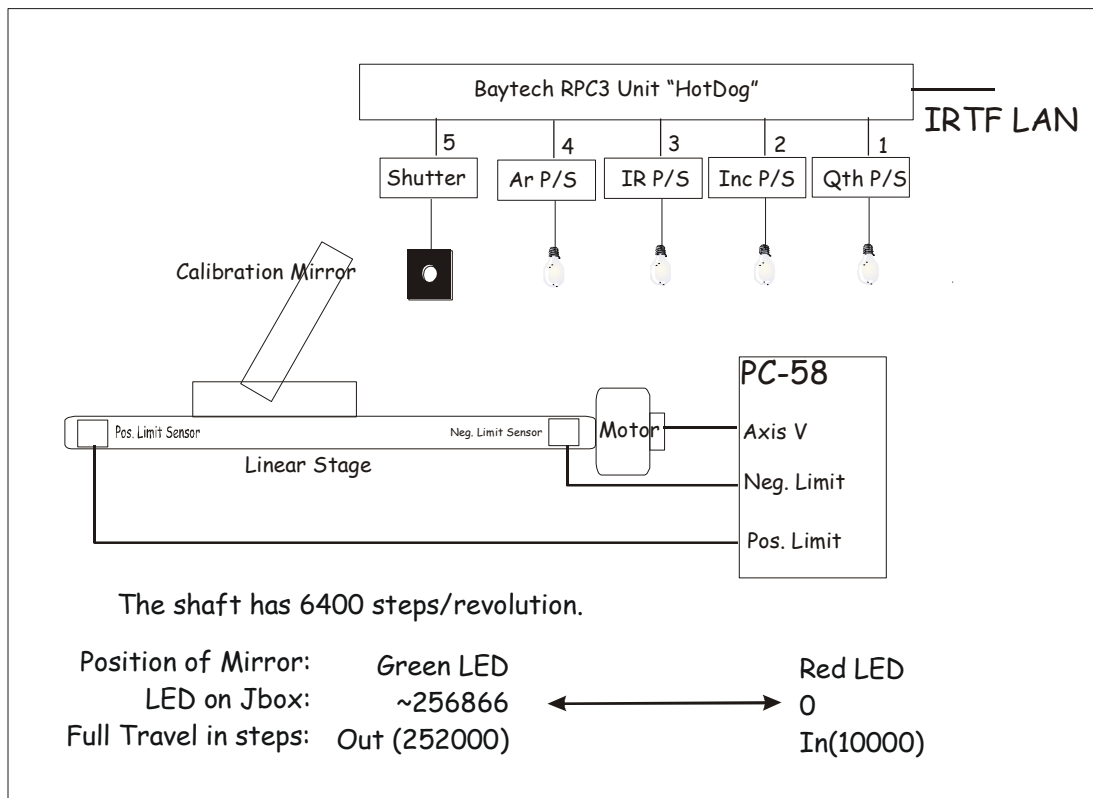 Baytech RPC3 Unit “HotDog”
IRTF LAN
5 4 3 2 1
Shutter Ar P/S IR P/S Inc P/S Qth P/S
Calibration Mirror
PC-58
Pos. Limit Sensor Neg. Limit Sensor Motor Axis V
Linear Stage
Neg. Limit
Pos. Limit
The shaft has 6400 steps/revolution.
Position of Mirror: Green LED Red LED
LED on Jbox: ~256866 0
Full Travel in steps: Out (252000) In(10000)